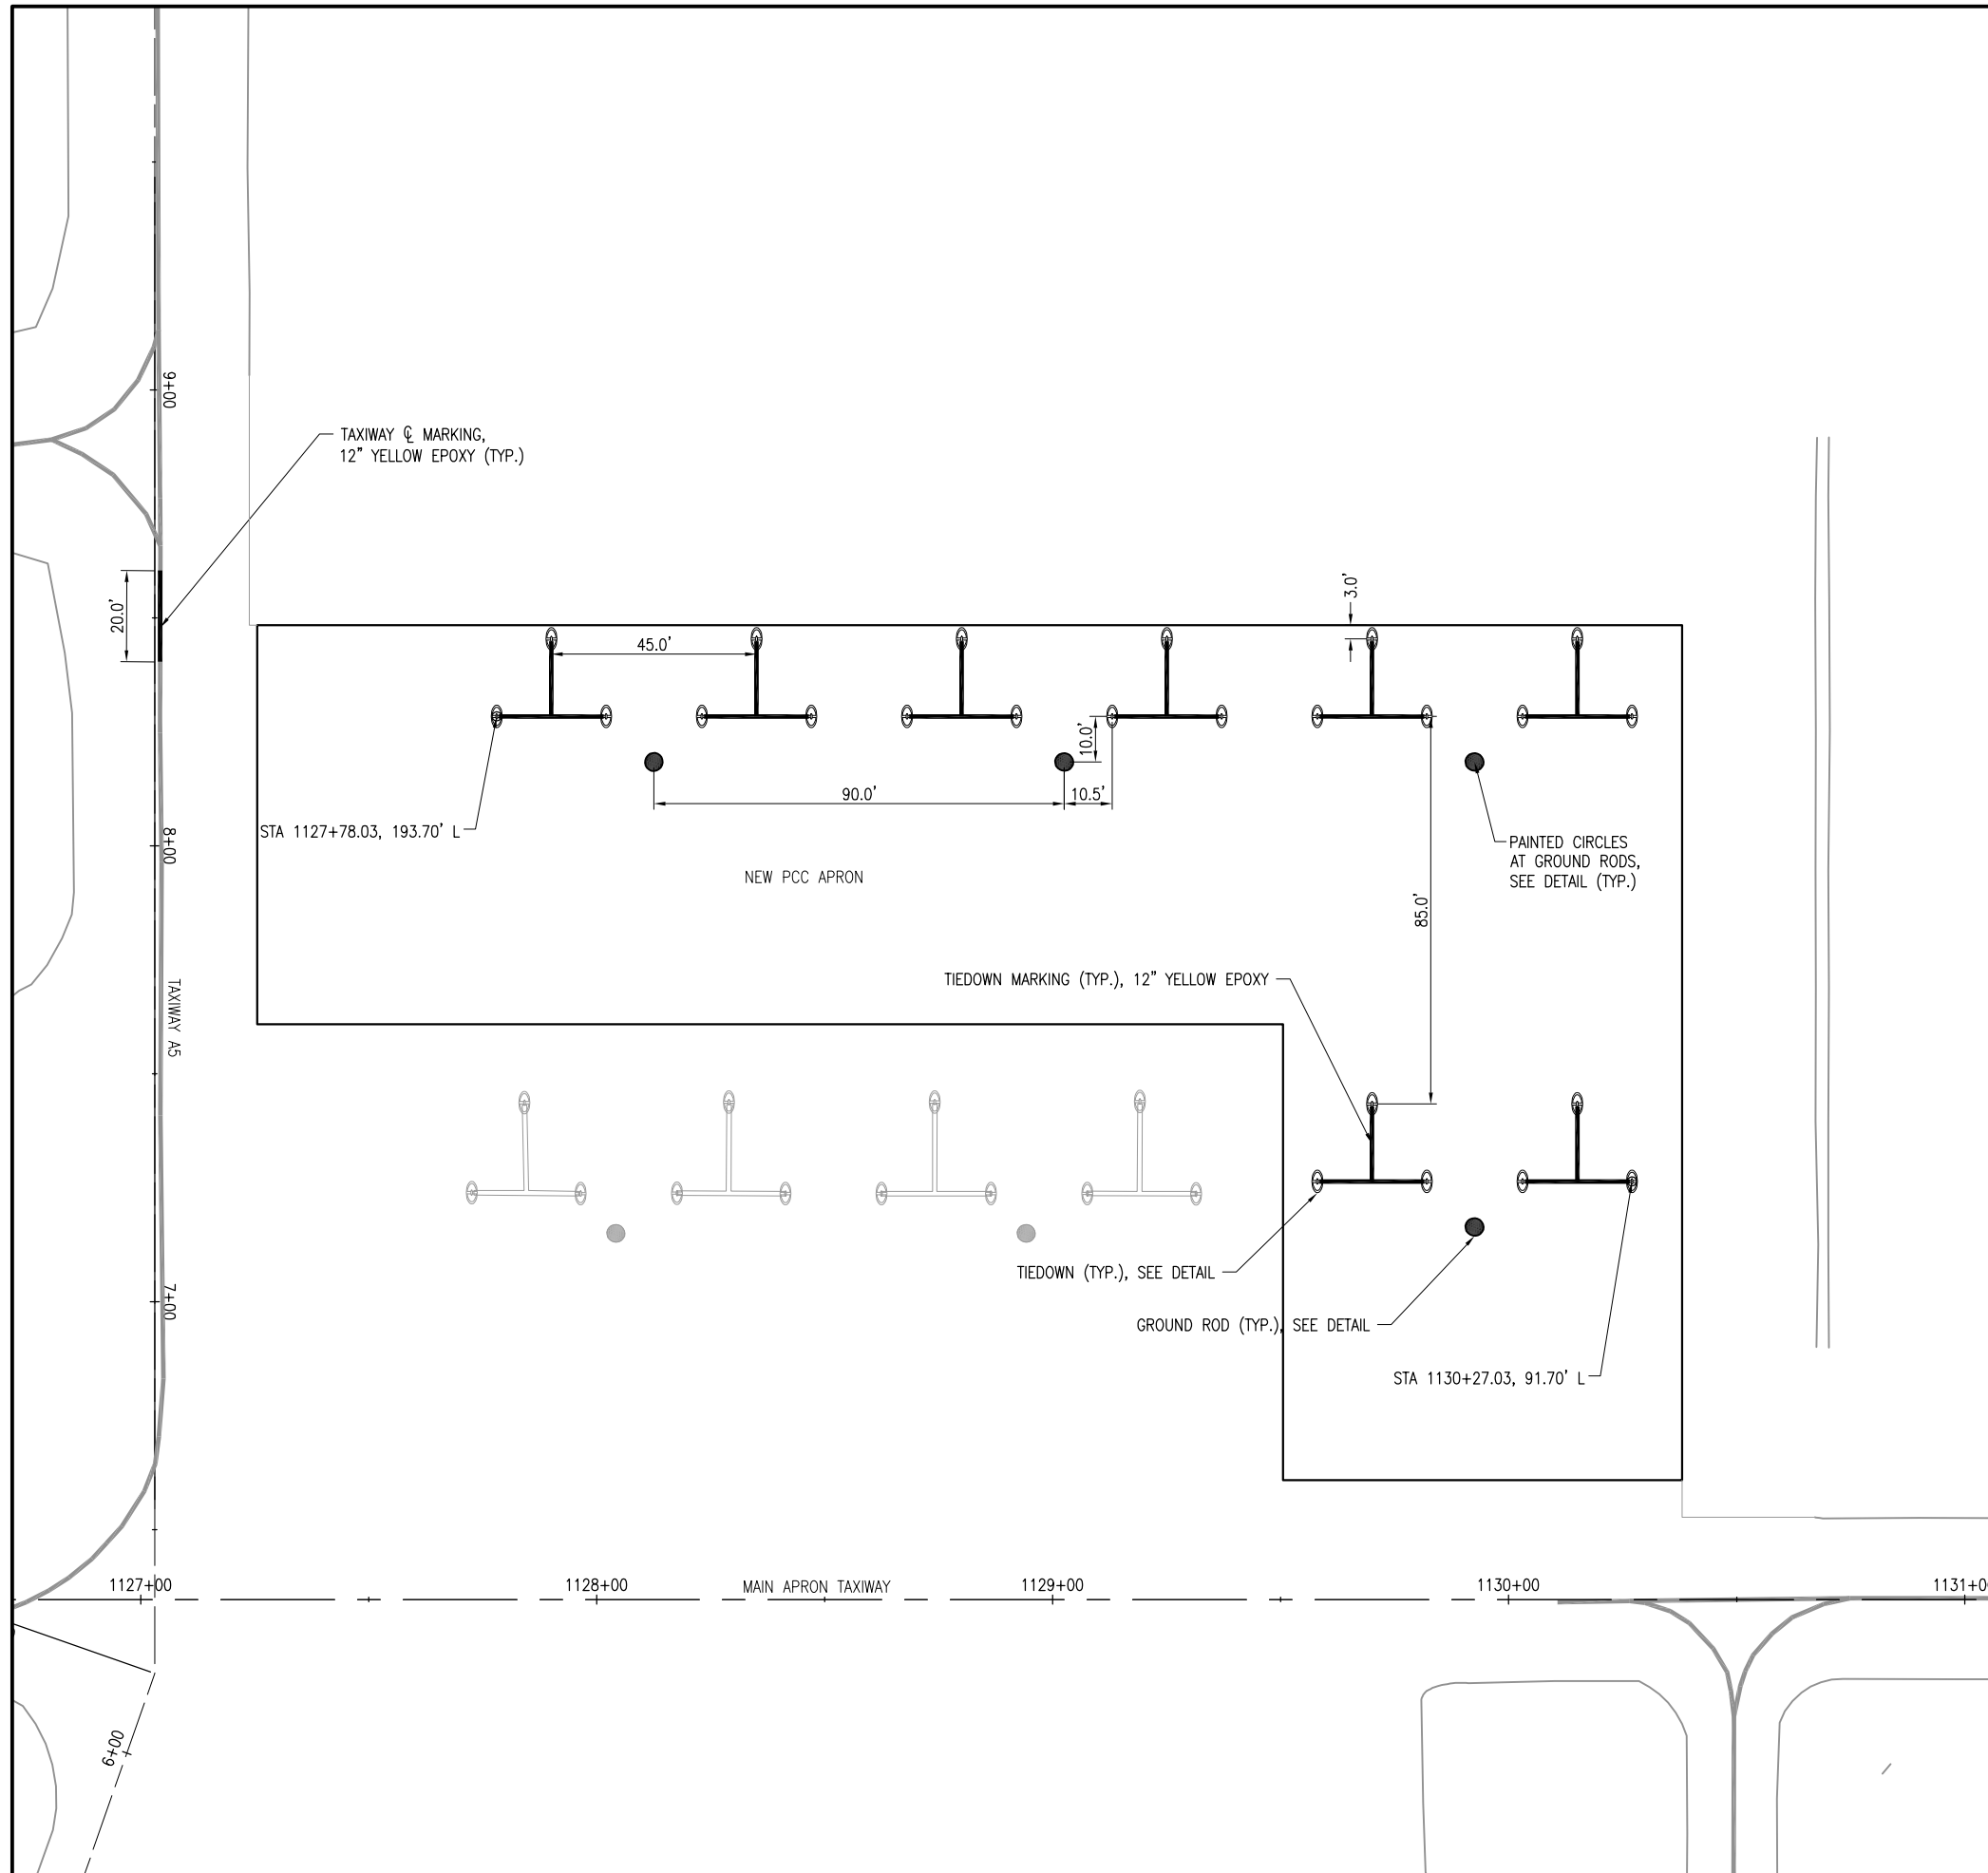 9+00
TAXIWAY ℄ MARKING,
12" YELLOW EPOXY (TYP.)
20.0'
3.0'
45.0'
10.0'
90.0'
10.5'
STA 1127+78.03, 193.70' L
8+00
PAINTED CIRCLES
AT GROUND RODS,
SEE DETAIL (TYP.)
NEW PCC APRON
85.0'
TIEDOWN MARKING (TYP.), 12" YELLOW EPOXY
TAXIWAY A5
TIEDOWN (TYP.), SEE DETAIL
7+00
GROUND ROD (TYP.), SEE DETAIL
STA 1130+27.03, 91.70' L
1127+00
1128+00
MAIN APRON TAXIWAY
1129+00
1130+00
1131+0
6+00